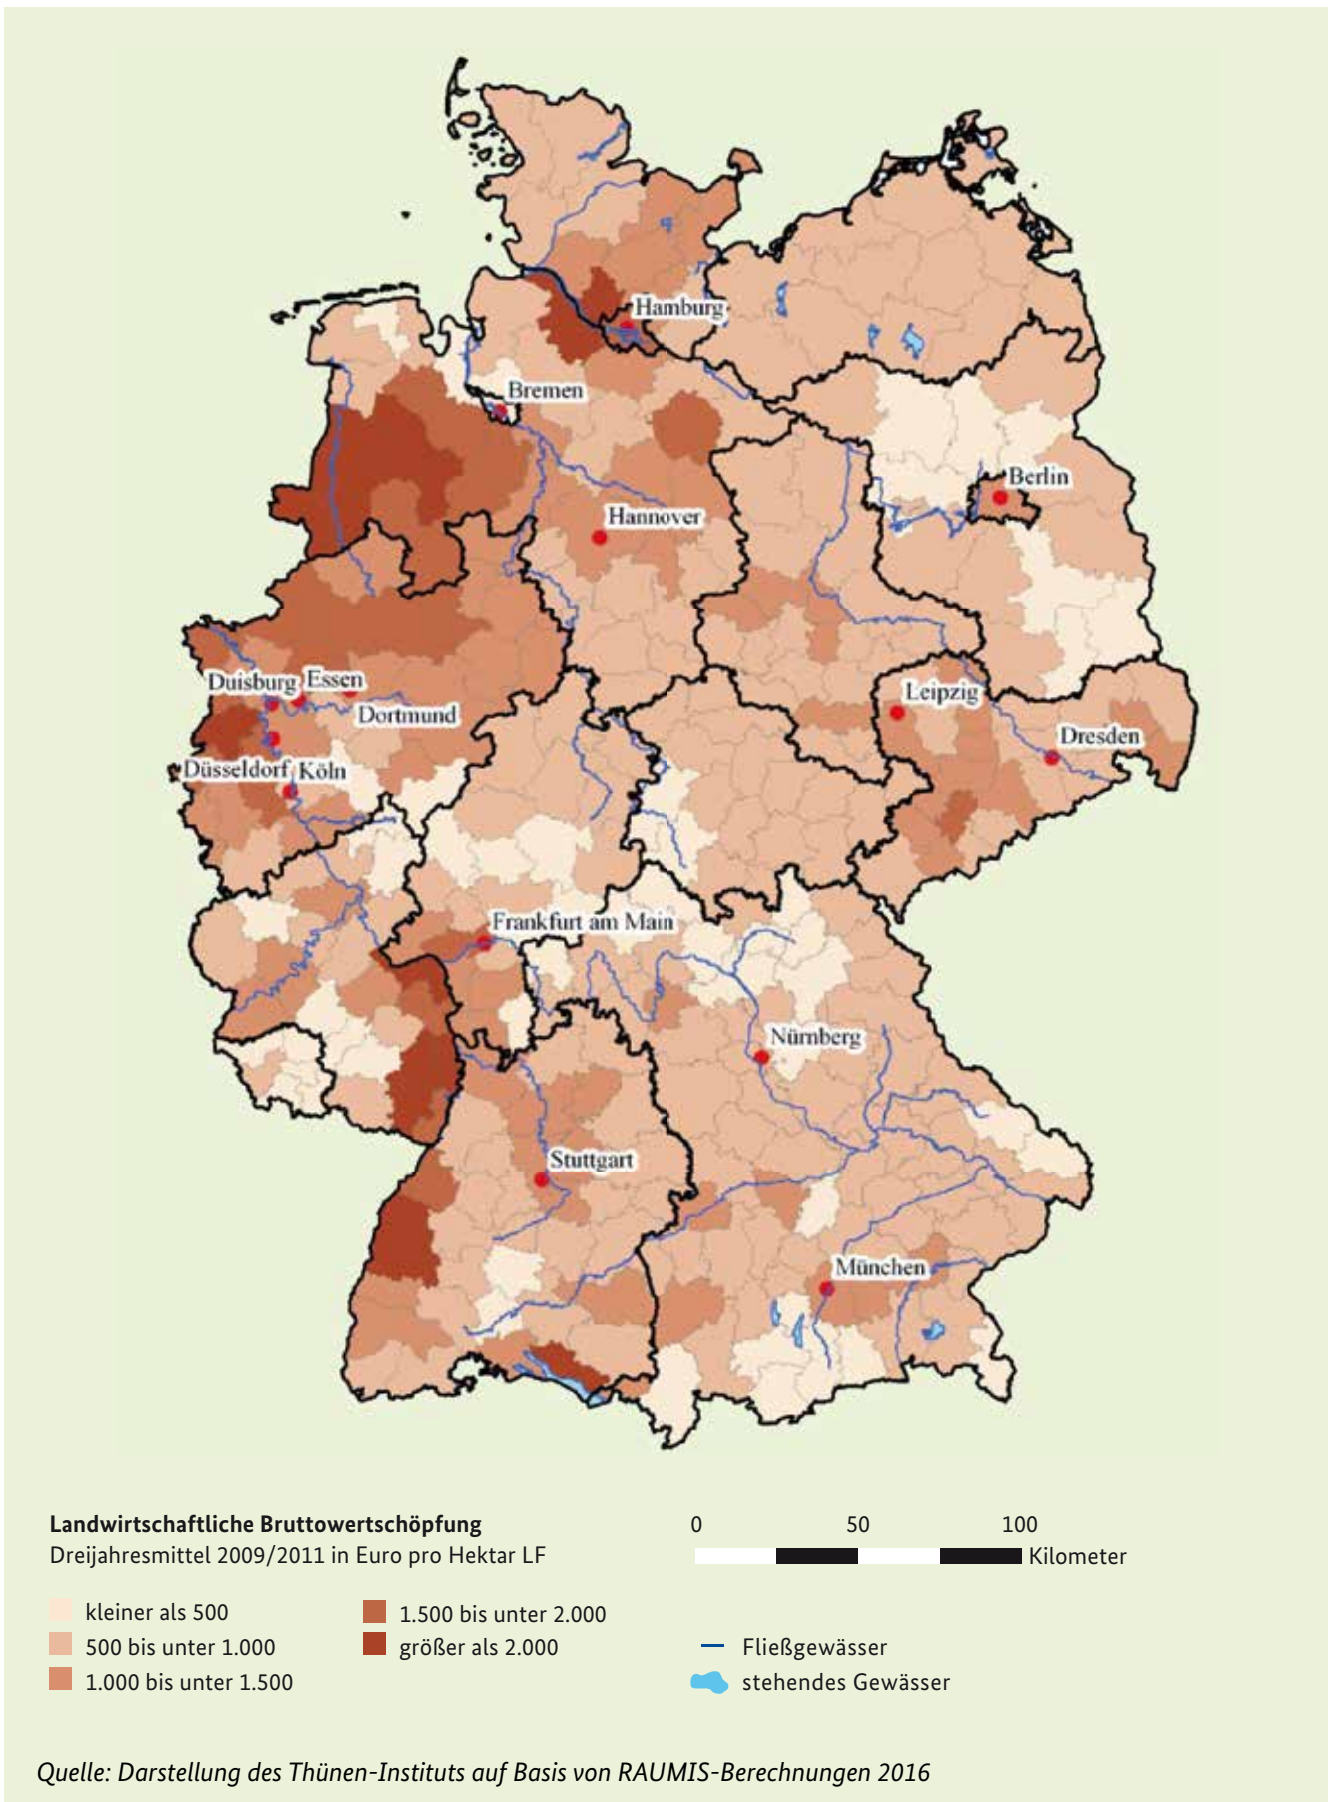 Hamburg
Bremen
Berlin
Hannover
Duisburg
Essen
Dortmund
Leipzig
Dresden
Düsseldorf
Köln
Frankfurt am Main
Nürnberg
Stuttgart
München
Landwirtschaftliche Bruttowertschöpfung
Dreijahresmittel 2009/2011 in Euro pro Hektar LF
0 50 100
Kilometer
kleiner als 500
500 bis unter 1.000
1.000 bis unter 1.500
1.500 bis unter 2.000
größer als 2.000
Fließgewässer
stehendes Gewässer
Quelle: Darstellung des Thünen-Instituts auf Basis von RAUMIS-Berechnungen 2016